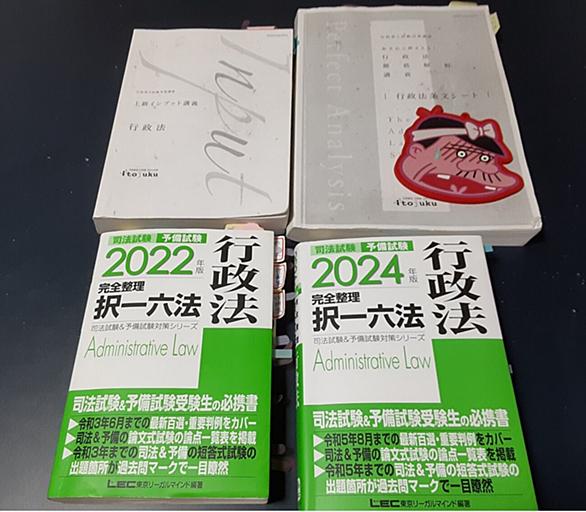 Input
上級インプット講義
行政法
itojuku
Perfect Analysis
行政法
講義
[ 行政法条文シート ]
itojuku
司法試験 予備試験
2022年版
行政法
完全整理
択一六法
司法試験&予備試験対策シリーズ
Administrative Law
司法試験&予備試験受験生の必携書
令和3年6月までの最新百選・重要判例をカバー
司法&予備の論文式試験の論点一覧表を掲載
令和3年までの司法&予備の短答式試験の
出題箇所が過去問マークで一目瞭然
LEC東京リーガルマインド編著
司法試験 予備試験
2024年版
行政法
完全整理
択一六法
司法試験&予備試験対策シリーズ
Administrative Law
司法試験&予備試験受験生の必携書
令和5年8月までの最新百選・重要判例をカバー
司法&予備の論文式試験の論点一覧表を掲載
令和5年までの司法&予備の短答式試験の
出題箇所が過去問マークで一目瞭然
LEC東京リーガルマインド編著